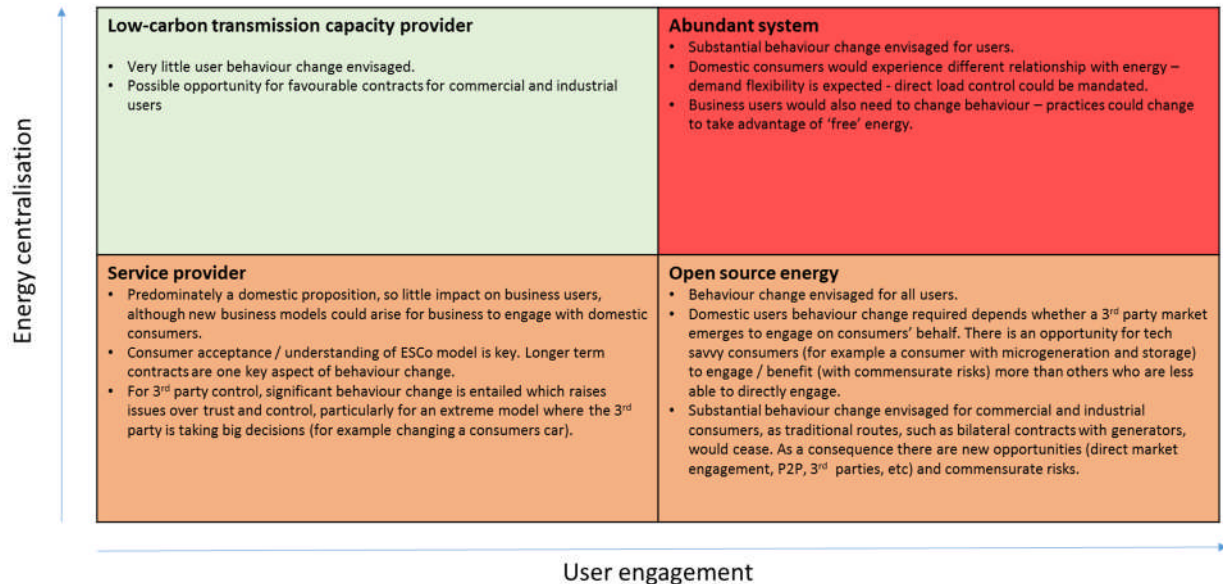 Low-carbon transmission capacity provider
• Very little user behaviour change envisaged.
• Possible opportunity for favourable contracts for commercial and industrial
users
Abundant system
• Substantial behaviour change envisaged for users.
• Domestic consumers would experience different relationship with energy –
demand flexibility is expected - direct load control could be mandated.
• Business users would also need to change behaviour – practices could change
to take advantage of ‘free’ energy.
Energy centralisation
Service provider
• Predominately a domestic proposition, so little impact on business users,
although new business models could arise for business to engage with domestic
consumers.
• Consumer acceptance / understanding of ESCo model is key. Longer term
contracts are one key aspect of behaviour change.
• For 3rd party control, significant behaviour change is entailed which raises
issues over trust and control, particularly for an extreme model where the 3rd
party is taking big decisions (for example changing a consumers car).
Open source energy
• Behaviour change envisaged for all users.
• Domestic users behaviour change required depends whether a 3rd party market
emerges to engage on consumers’ behalf. There is an opportunity for tech
savvy consumers (for example a consumer with microgeneration and storage)
to engage / benefit (with commensurate risks) more than others who are less
able to directly engage.
• Substantial behaviour change envisaged for commercial and industrial
consumers, as traditional routes, such as bilateral contracts with generators,
would cease. As a consequence there are new opportunities (direct market
engagement, P2P, 3rd parties, etc) and commensurate risks.
User engagement